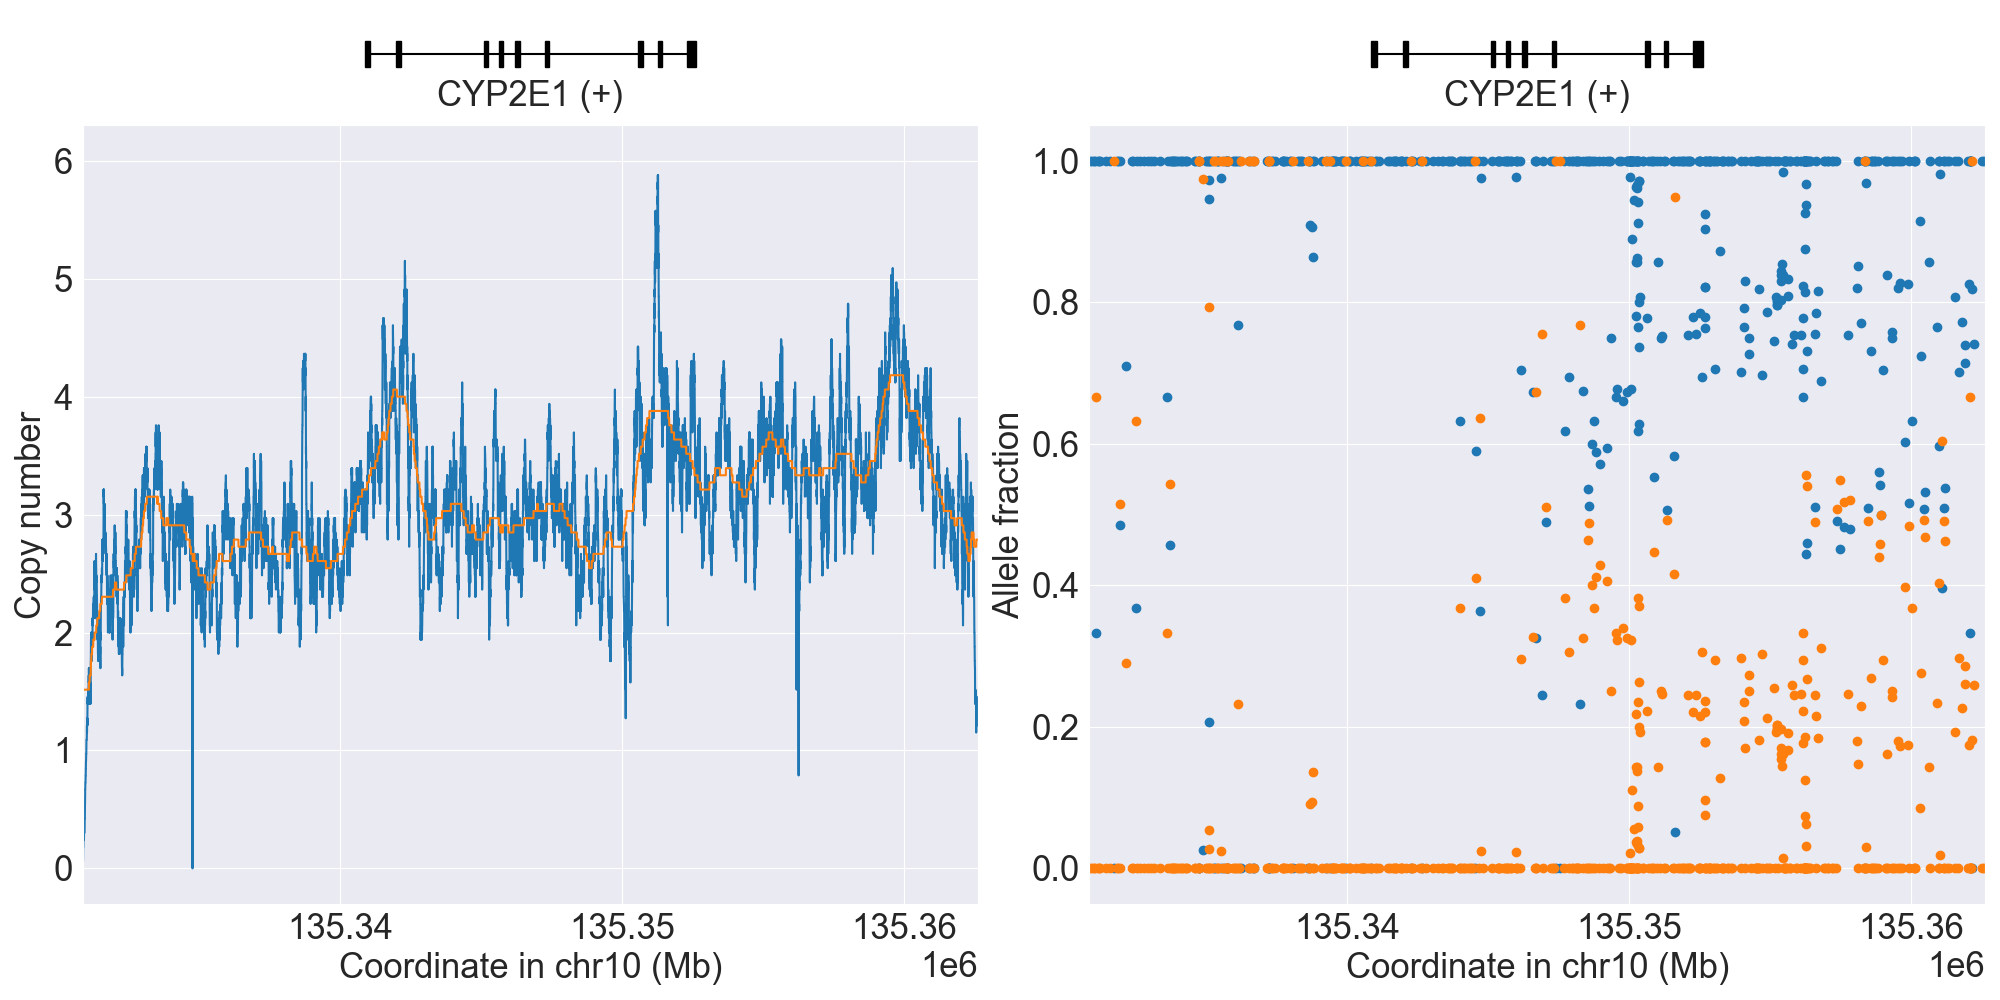 CYP2E1 (+)
CYP2E1 (+)
Copy number
6
5
4
3
2
1
0
135.34
135.35
135.36
Coordinate in chr10 (Mb)
1e6
Allele fraction
1.0
0.8
0.6
0.4
0.2
0.0
135.34
135.35
135.36
Coordinate in chr10 (Mb)
1e6